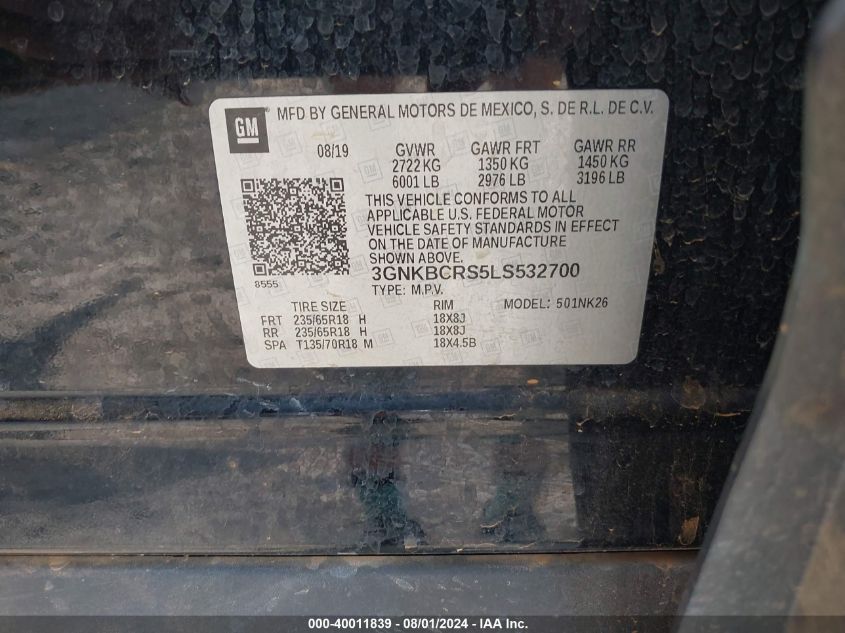 GM
MFD BY GENERAL MOTORS DE MEXICO, S. DE R.L. DE C.V.
08/19 GVWR GAWR FRT GAWR RR
2722 KG 1350 KG 1450 KG
6001 LB 2976 LB 3196 LB
THIS VEHICLE CONFORMS TO ALL
APPLICABLE U.S. FEDERAL MOTOR
VEHICLE SAFETY STANDARDS IN EFFECT
ON THE DATE OF MANUFACTURE
SHOWN ABOVE.
8555
3GNKBCRS5LS532700
TYPE: M.P.V.
TIRE SIZE RIM MODEL: 501NK26
FRT 235/65R18 H 18X8J
RR 235/65R18 H 18X8J
SPA T135/70R18 M 18X4.5B
000-40011839 - 08/01/2024 - IAA Inc.